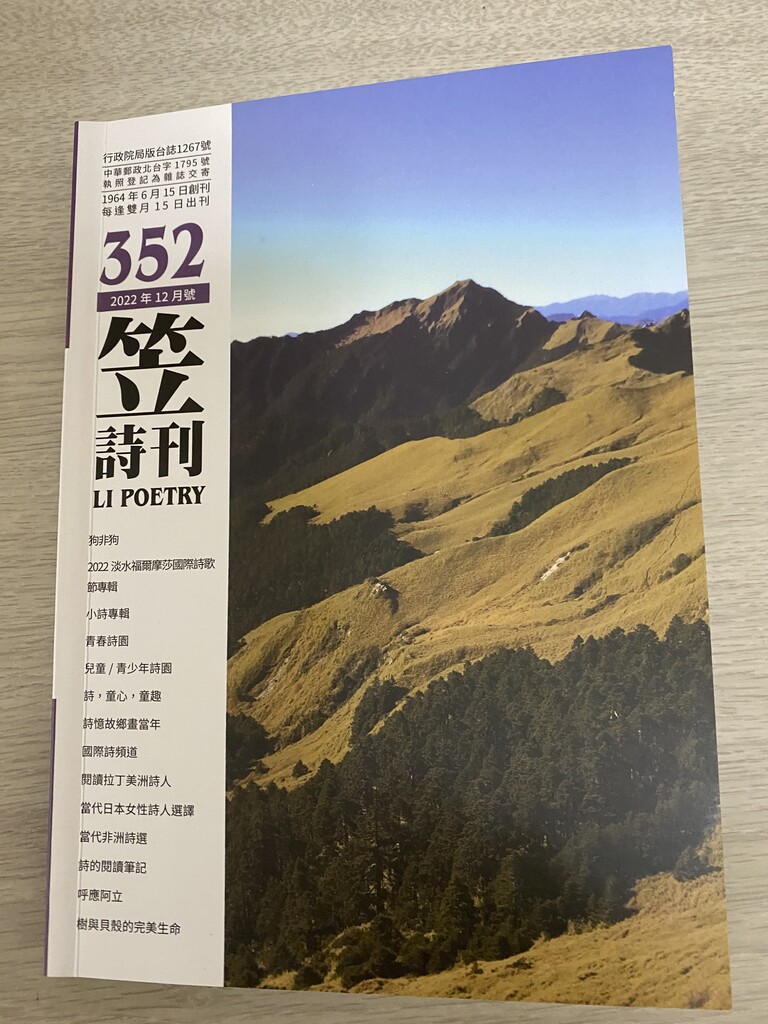 行政院局版台誌1267號
中華郵政北台字1795號
執照登記為雜誌交寄
1964年6月15日創刊
每逢雙月15日出刊
352
2022年12月號
笠
詩刊
LI POETRY
狗非狗
2022 淡水福爾摩莎國際詩歌
節專輯
小詩專輯
青春詩園
兒童 / 青少年詩園
詩，童心，童趣
詩憶故鄉畫當年
國際詩頻道
閱讀拉丁美洲詩人
當代日本女性詩人選譯
當代非洲詩選
詩的閱讀筆記
呼應阿立
樹與貝殼的完美生命